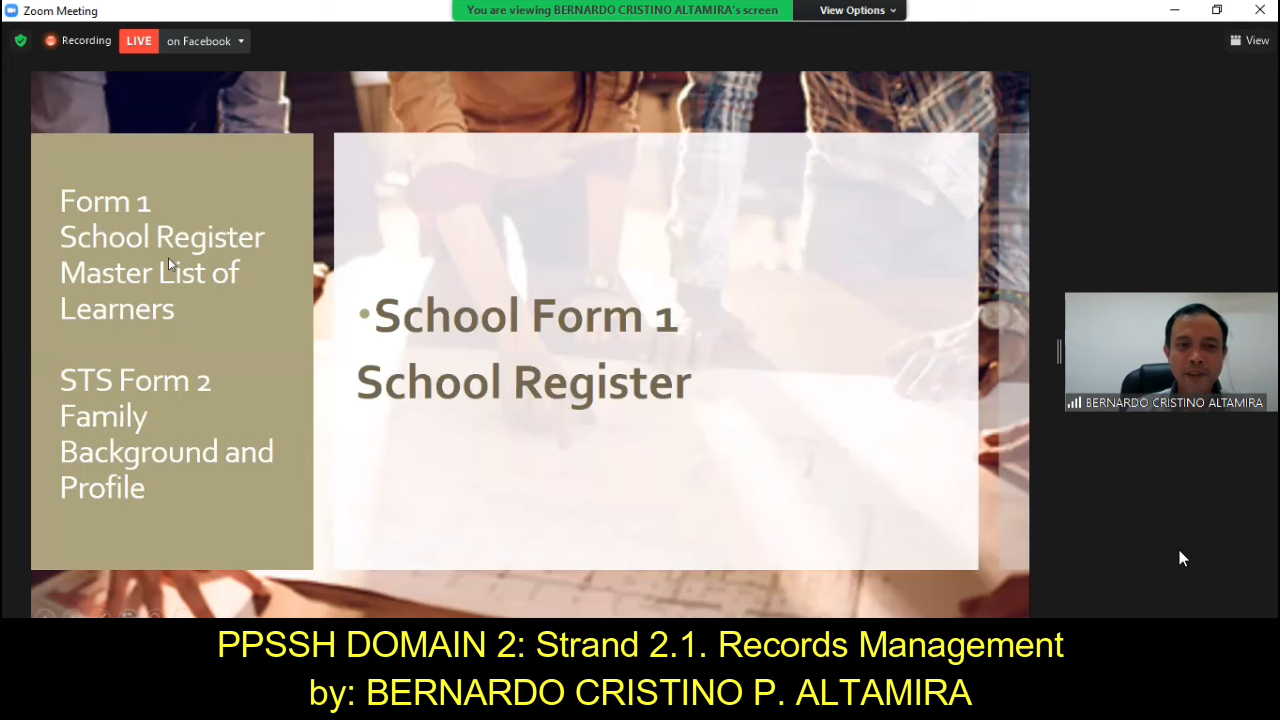 Zoom Meeting
You are viewing BERNARDO CRISTINO ALTAMIRA's screen
View Options
Recording
LIVE
on Facebook
View
Form 1
School Register
Master List of
Learners
STS Form 2
Family
Background and
Profile
•School Form 1
School Register
BERNARDO CRISTINO ALTAMIRA
PPSSH DOMAIN 2: Strand 2.1. Records Management
by: BERNARDO CRISTINO P. ALTAMIRA